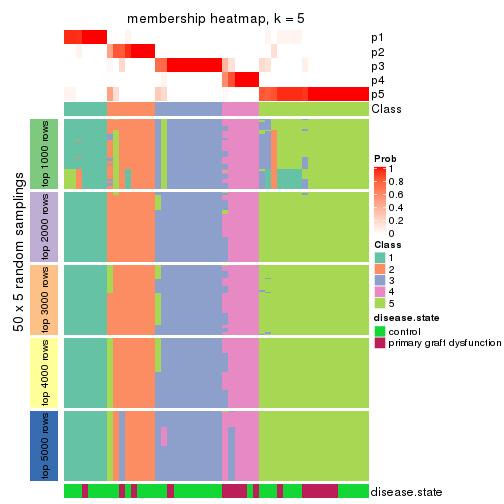 membership heatmap, k = 5
p1
p2
p3
p4
p5
Class
50 x 5 random samplings
top 1000 rows
top 2000 rows
top 3000 rows
top 4000 rows
top 5000 rows
disease.state
Prob
1
0.8
0.6
0.4
0.2
0
Class
1
2
3
4
5
disease.state
control
primary graft dysfunction